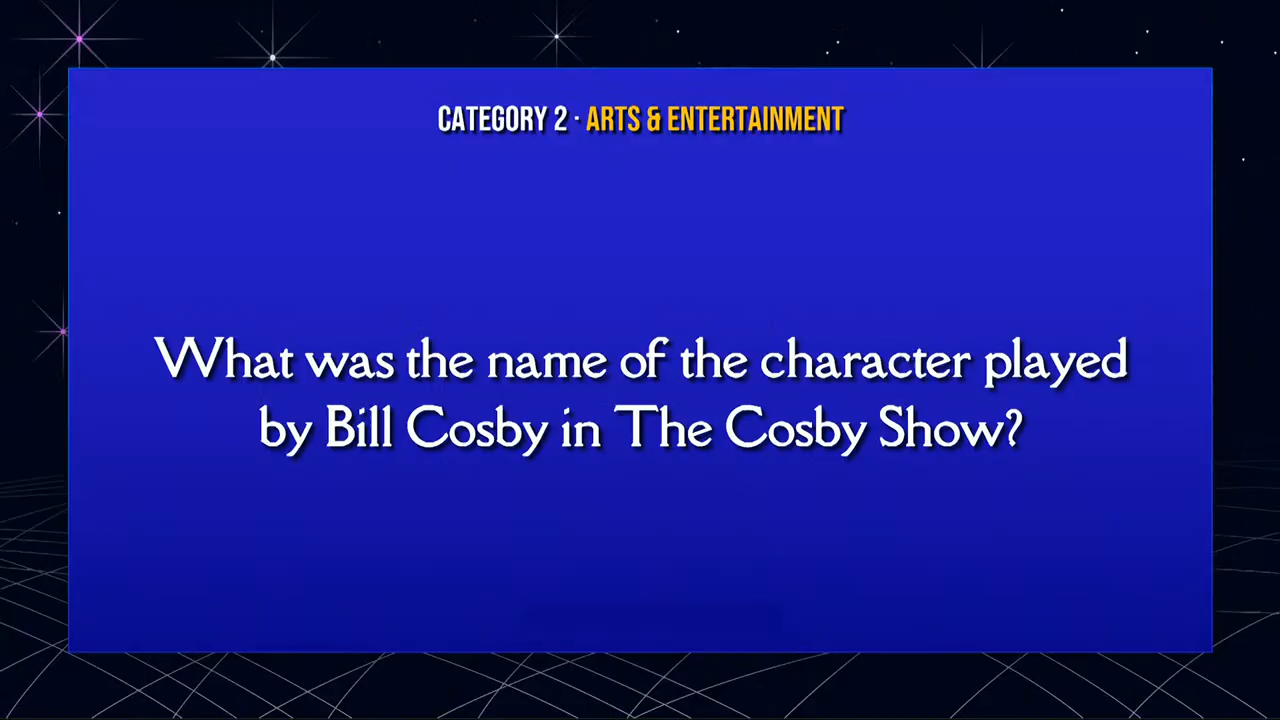 CATEGORY 2 · ARTS & ENTERTAINMENT
What was the name of the character played
by Bill Cosby in The Cosby Show?